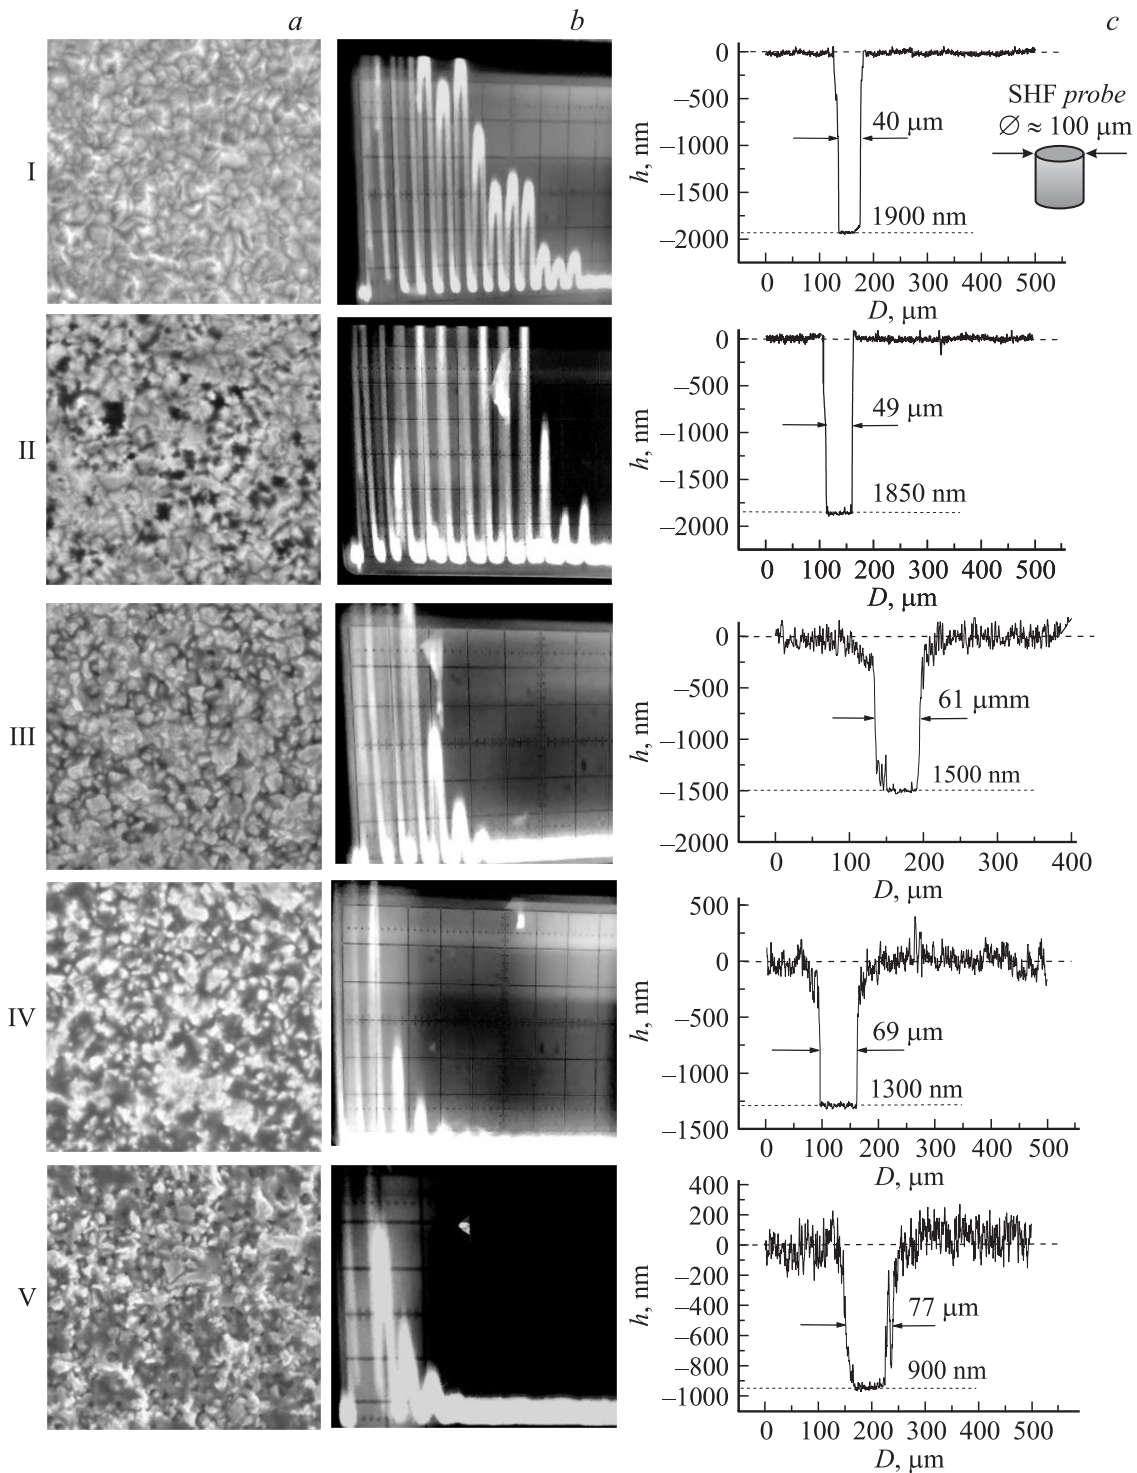 a
b
c
I
0
–500
–1000
–1500
–2000
h, nm
40 μm
1900 nm
SHF probe
∅ ≈ 100 μm
0 100 200 300 400 500
D, μm
II
0
–500
–1000
–1500
–2000
h, nm
49 μm
1850 nm
0 100 200 300 400 500
D, μm
III
0
–500
–1000
–1500
–2000
h, nm
61 μmm
1500 nm
0 100 200 300 400
D, μm
IV
500
0
–500
–1000
–1500
h, nm
69 μm
1300 nm
0 100 200 300 400 500
D, μm
V
400
200
0
–200
–400
–600
–800
–1000
h, nm
77 μm
900 nm
0 100 200 300 400 500
D, μm